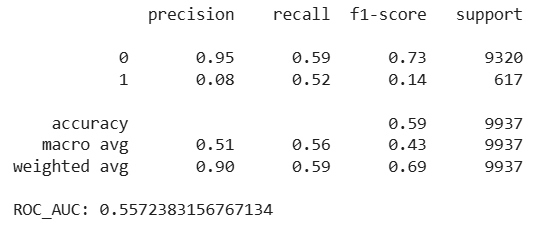 precision recall f1-score support
0 0.95 0.59 0.73 9320
1 0.08 0.52 0.14 617
accuracy 0.59 9937
macro avg 0.51 0.56 0.43 9937
weighted avg 0.90 0.59 0.69 9937
ROC_AUC: 0.5572383156767134